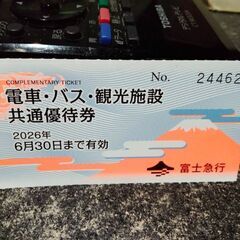 TOSHIBA
COMPLEMENTARY TICKET
No. 24462
電車・バス・観光施設
共通優待券
2026年
6月30日まで有効
富士急行